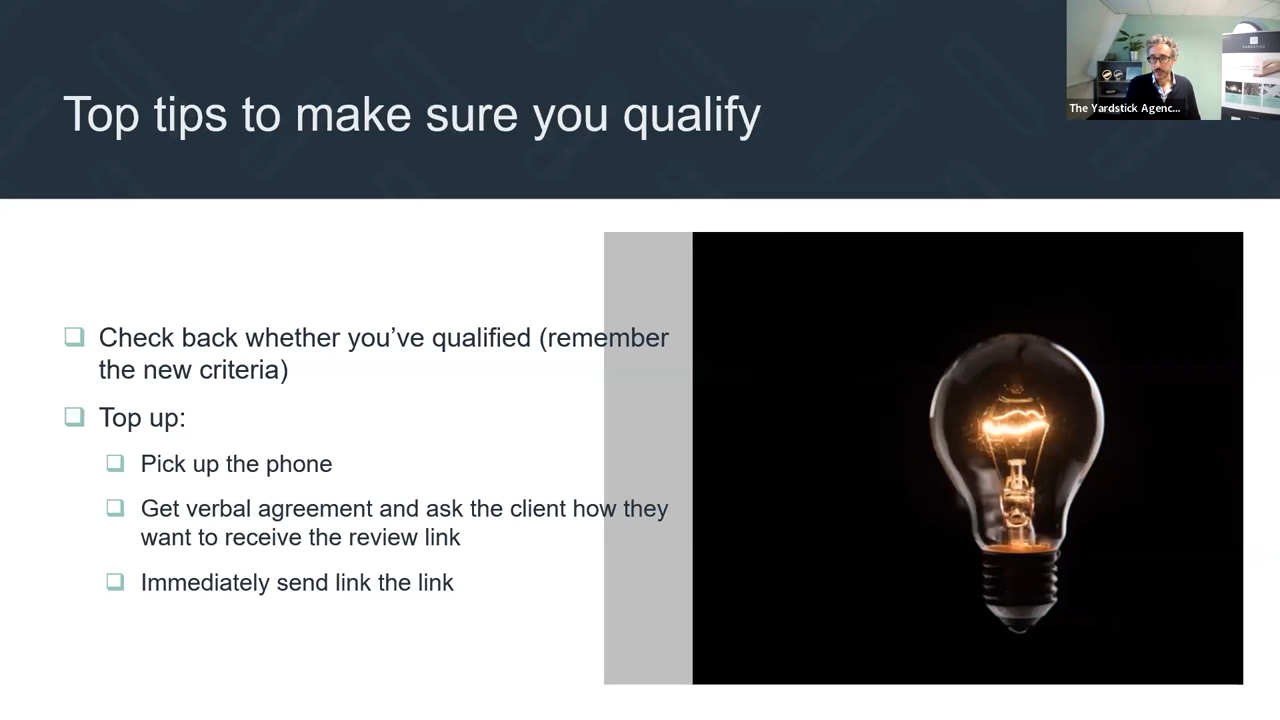 Top tips to make sure you qualify
The Yardstick Agenc...
Check back whether you’ve qualified (remember
the new criteria)
Top up:
Pick up the phone
Get verbal agreement and ask the client how they
want to receive the review link
Immediately send link the link